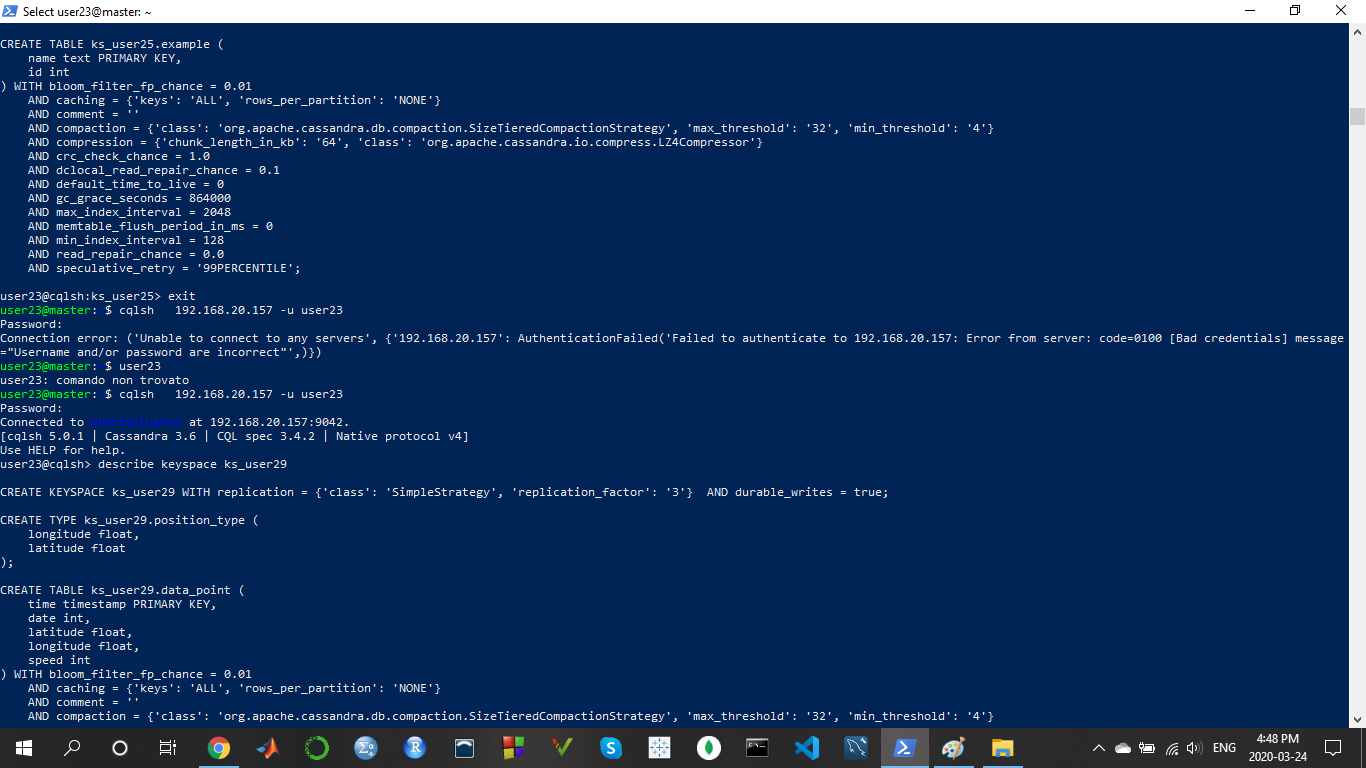 Select user23@master: ~
CREATE TABLE ks_user25.example (
    name text PRIMARY KEY,
    id int
) WITH bloom_filter_fp_chance = 0.01
    AND caching = {'keys': 'ALL', 'rows_per_partition': 'NONE'}
    AND comment = ''
    AND compaction = {'class': 'org.apache.cassandra.db.compaction.SizeTieredCompactionStrategy', 'max_threshold': '32', 'min_threshold': '4'}
    AND compression = {'chunk_length_in_kb': '64', 'class': 'org.apache.cassandra.io.compress.LZ4Compressor'}
    AND crc_check_chance = 1.0
    AND dclocal_read_repair_chance = 0.1
    AND default_time_to_live = 0
    AND gc_grace_seconds = 864000
    AND max_index_interval = 2048
    AND memtable_flush_period_in_ms = 0
    AND min_index_interval = 128
    AND read_repair_chance = 0.0
    AND speculative_retry = '99PERCENTILE';
user23@cqlsh:ks_user25> exit
user23@master: $ cqlsh   192.168.20.157 -u user23
Password:
Connection error: ('Unable to connect to any servers', {'192.168.20.157': AuthenticationFailed('Failed to authenticate to 192.168.20.157: Error from server: code=0100 [Bad credentials] message
="Username and/or password are incorrect"',)})
user23@master: $ user23
user23: comando non trovato
user23@master: $ cqlsh   192.168.20.157 -u user23
Password:
Connected to at 192.168.20.157:9042.
[cqlsh 5.0.1 | Cassandra 3.6 | CQL spec 3.4.2 | Native protocol v4]
Use HELP for help.
user23@cqlsh> describe keyspace ks_user29
CREATE KEYSPACE ks_user29 WITH replication = {'class': 'SimpleStrategy', 'replication_factor': '3'}  AND durable_writes = true;
CREATE TYPE ks_user29.position_type (
    longitude float,
    latitude float
);
CREATE TABLE ks_user29.data_point (
    time timestamp PRIMARY KEY,
    date int,
    latitude float,
    longitude float,
    speed int
) WITH bloom_filter_fp_chance = 0.01
    AND caching = {'keys': 'ALL', 'rows_per_partition': 'NONE'}
    AND comment = ''
    AND compaction = {'class': 'org.apache.cassandra.db.compaction.SizeTieredCompactionStrategy', 'max_threshold': '32', 'min_threshold': '4'}
ENG
4:48 PM
2020-03-24